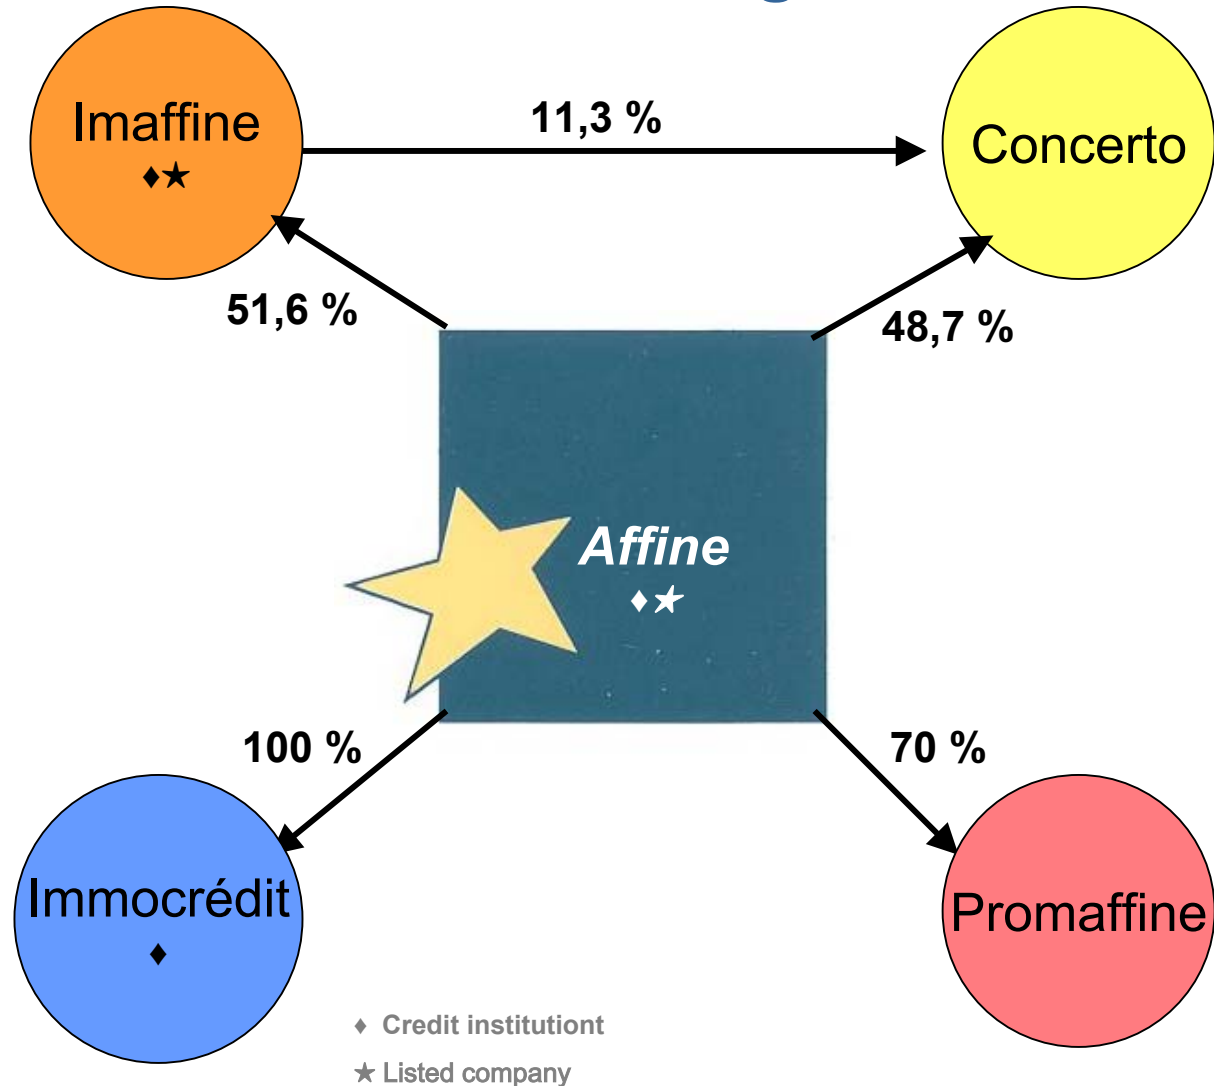 Imaffine
♦★
11,3 %
Concerto
51,6 %
48,7 %
Affine
♦★
100 %
70 %
Immocrédit
♦
Promaffine
♦ Credit institutiont
★ Listed company